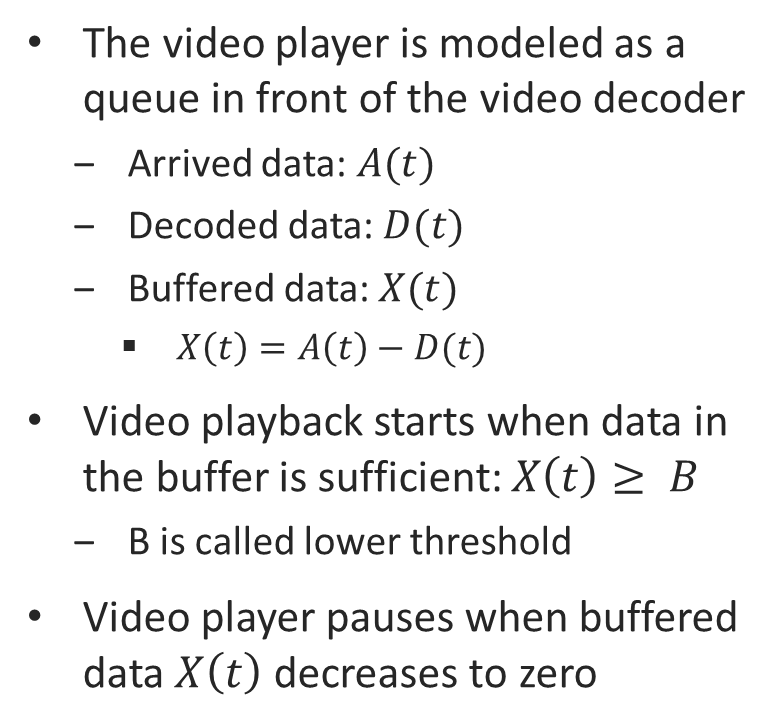 • The video player is modeled as a
queue in front of the video decoder
– Arrived data: A(t)
– Decoded data: D(t)
– Buffered data: X(t)
▪ X(t) = A(t) − D(t)
• Video playback starts when data in
the buffer is sufficient: X(t) ≥ B
– B is called lower threshold
• Video player pauses when buffered
data X(t) decreases to zero